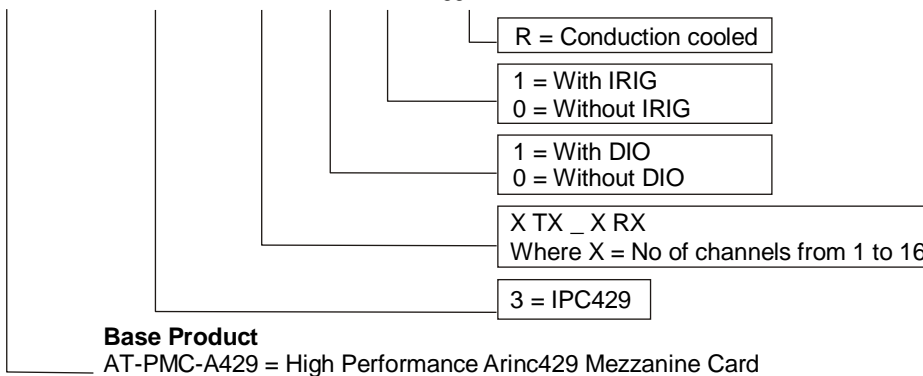 R = Conduction cooled
1 = With IRIG
0 = Without IRIG
1 = With DIO
0 = Without DIO
X TX _ X RX
Where X = No of channels from 1 to 16
3 = IPC429
Base Product
AT-PMC-A429 = High Performance Arinc429 Mezzanine Card